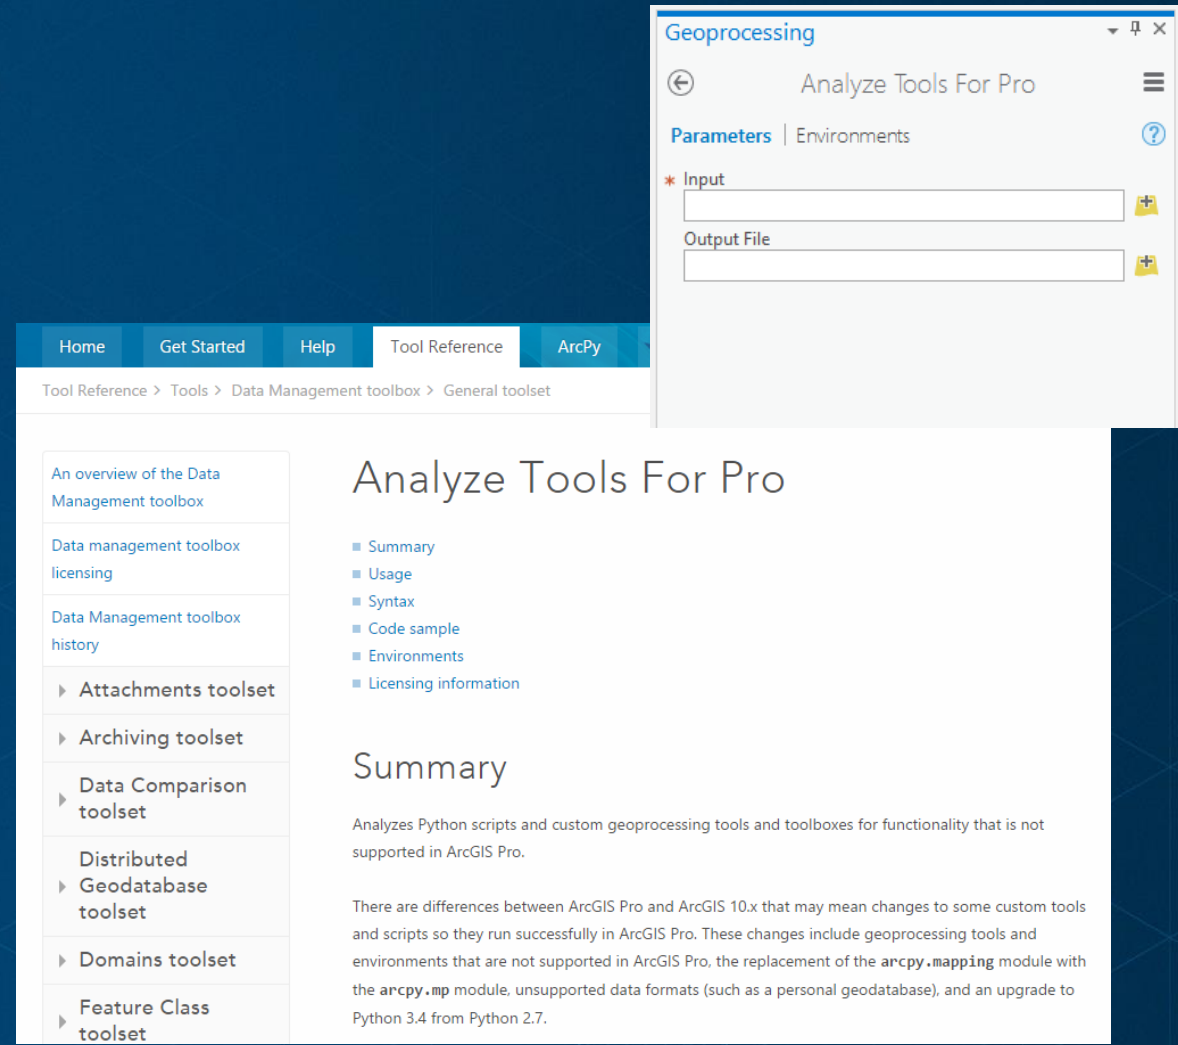 Geoprocessing
Analyze Tools For Pro
Parameters | Environments
?
* Input
Output File
Home
Get Started
Help
Tool Reference
ArcPy
Tool Reference > Tools > Data Management toolbox > General toolset
An overview of the Data
Management toolbox
Data management toolbox
licensing
Data Management toolbox
history
Attachments toolset
Archiving toolset
Data Comparison
toolset
Distributed
Geodatabase
toolset
Domains toolset
Feature Class
toolset
Analyze Tools For Pro
Summary
Usage
Syntax
Code sample
Environments
Licensing information
Summary
Analyzes Python scripts and custom geoprocessing tools and toolboxes for functionality that is not
supported in ArcGIS Pro.
There are differences between ArcGIS Pro and ArcGIS 10.x that may mean changes to some custom tools
and scripts so they run successfully in ArcGIS Pro. These changes include geoprocessing tools and
environments that are not supported in ArcGIS Pro, the replacement of the arcpy.mapping module with
the arcpy.mp module, unsupported data formats (such as a personal geodatabase), and an upgrade to
Python 3.4 from Python 2.7.